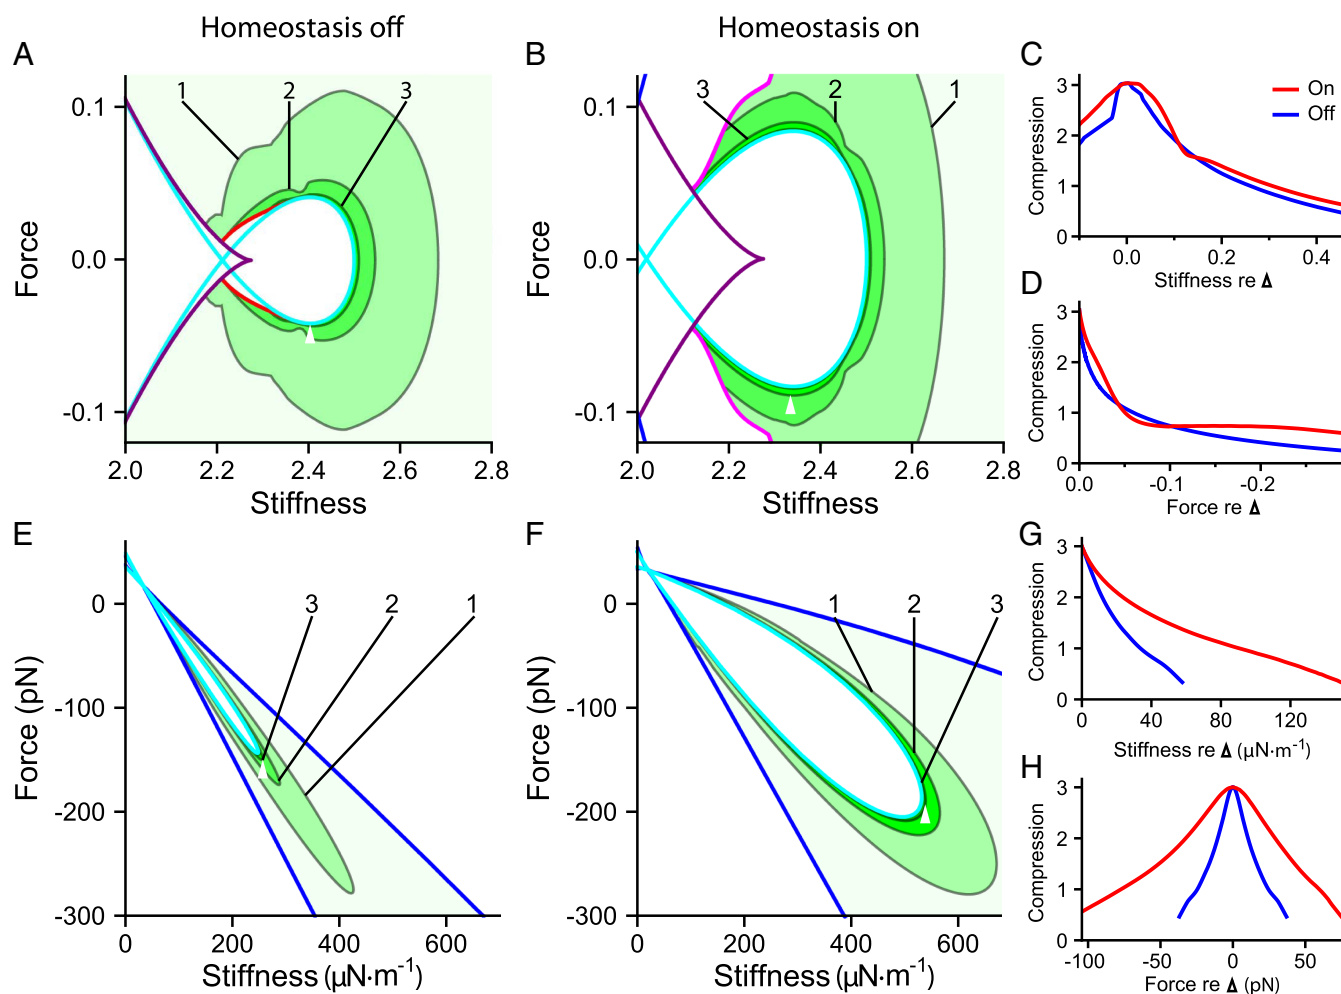 Homeostasis off
Homeostasis on
A
1
2
3
0.1
0.0
-0.1
Force
2.0
2.2
2.4
2.6
2.8
Stiffness
B
3
2
1
0.1
0.0
-0.1
Force
2.0
2.2
2.4
2.6
2.8
Stiffness
C
3
2
1
0
Compression
On
Off
0.0
0.2
0.4
Stiffness re Δ
D
3
2
1
0
Compression
0.0
-0.1
-0.2
Force re Δ
E
3
2
1
0
-100
-200
-300
Force (pN)
0
200
400
600
Stiffness (μN·m⁻¹)
F
1
2
3
0
-100
-200
-300
Force (pN)
0
200
400
600
Stiffness (μN·m⁻¹)
G
3
2
1
0
Compression
0
40
80
120
Stiffness re Δ (μN·m⁻¹)
H
3
2
1
0
Compression
-100
-50
0
50
Force re Δ (pN)